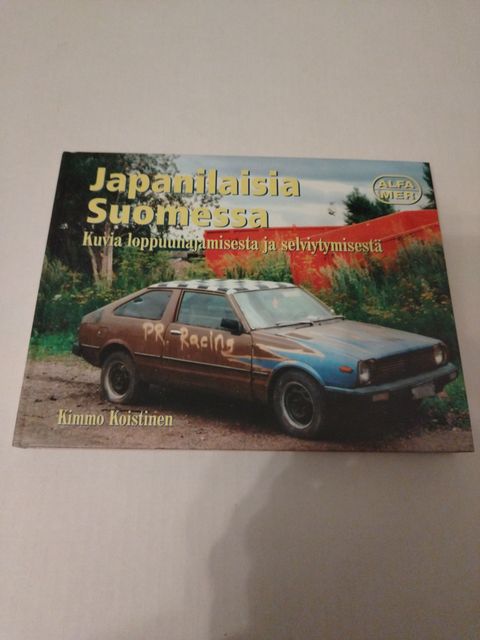 Japanilaisia
Suomessa
Kuvia loppuunajamisesta ja selviytymisestä
ALFA
MER
PR. Racing
Kimmo Koistinen